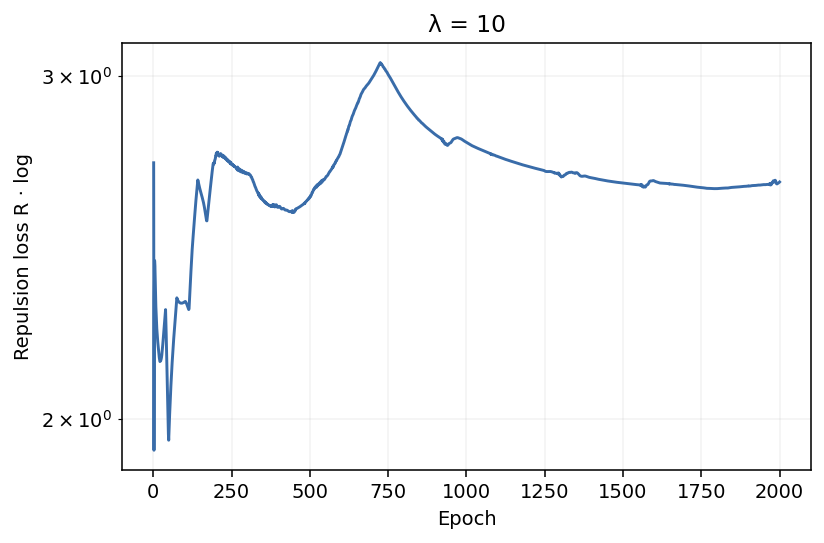 λ = 10
3 × 10⁰
2 × 10⁰
Repulsion loss R · log
0 250 500 750 1000 1250 1500 1750 2000
Epoch